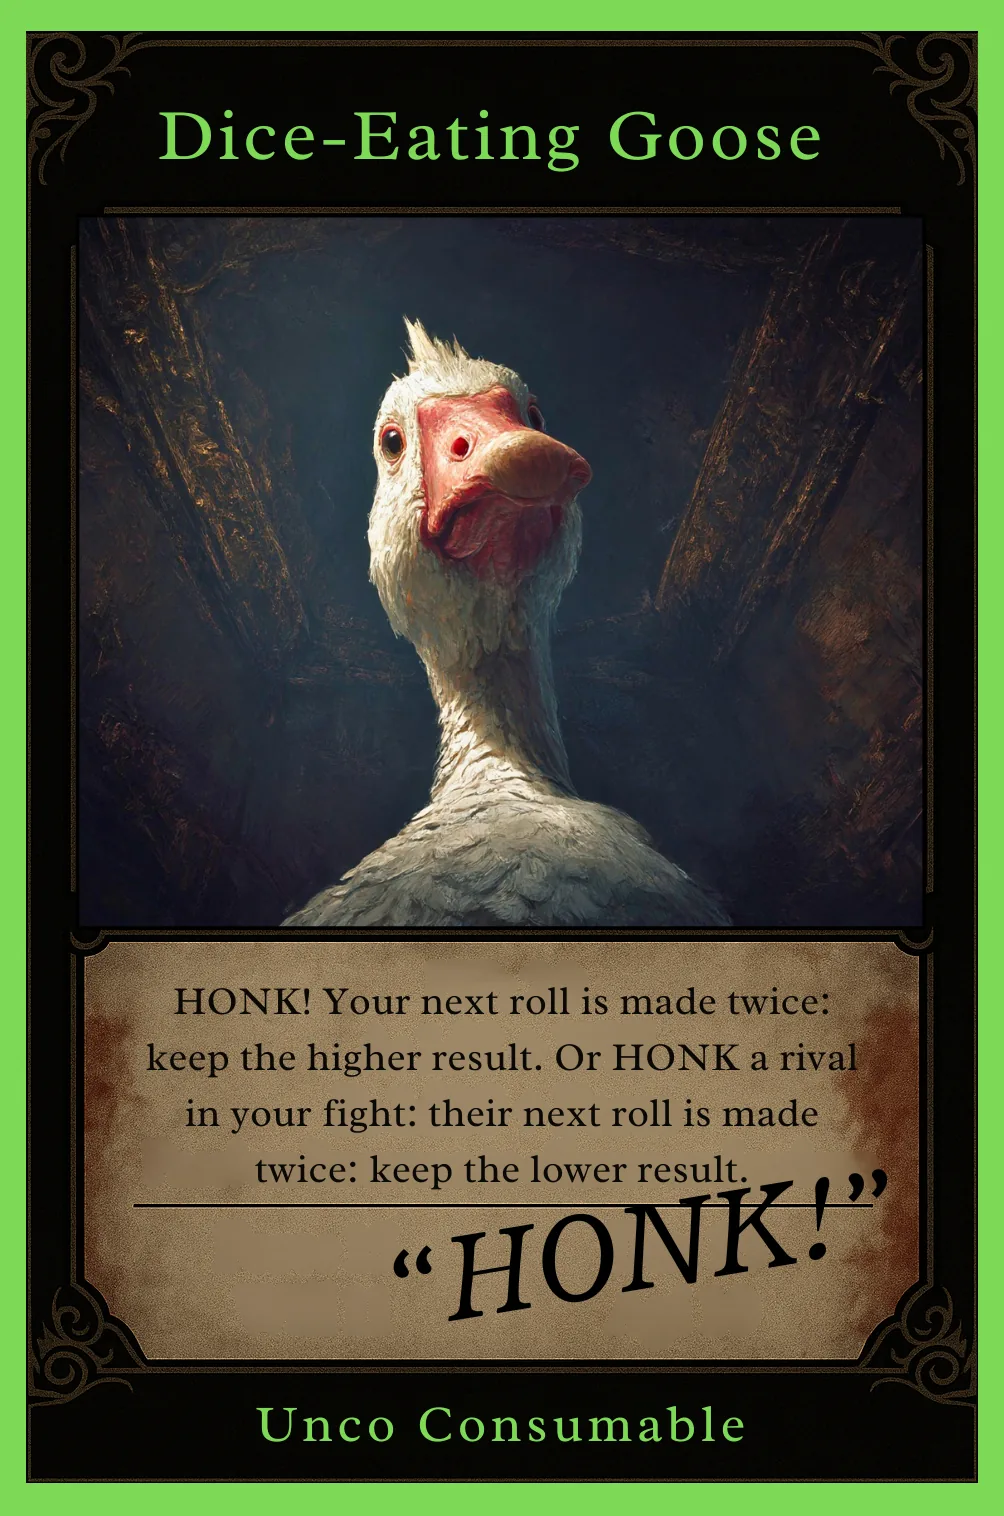 Dice-Eating Goose
HONK! Your next roll is made twice:
keep the higher result. Or HONK a rival
in your fight: their next roll is made
twice: keep the lower result.
“HONK!”
Unco Consumable